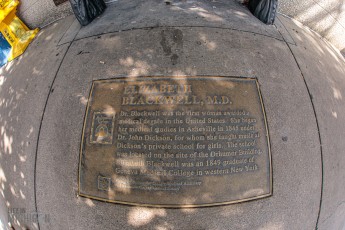 ELIZABETH
BLACKWELL, M.D.
Dr. Blackwell was the first woman awarded a
medical degree in the United States. She began
her medical studies in Asheville in 1845 under
Dr. John Dickson, for whom she taught music at
Dickson's private school for girls. The school
was located on the site of the Drhumor Building.
Blackwell was an 1849 graduate of
Geneva Medical College in western New York.